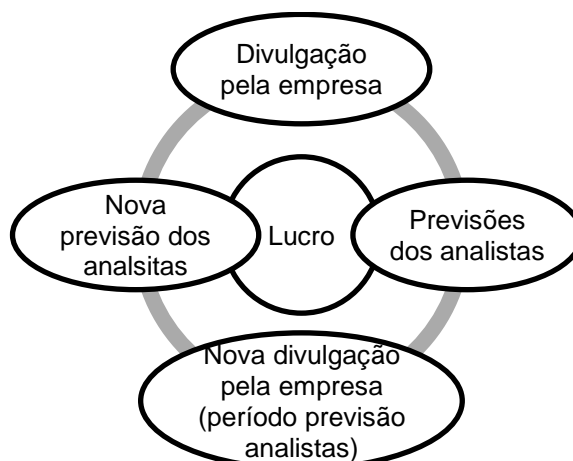 Divulgação
pela empresa
Nova
previsão dos
analsitas
Lucro
Previsões
dos analistas
Nova divulgação
pela empresa
(período previsão
analistas)